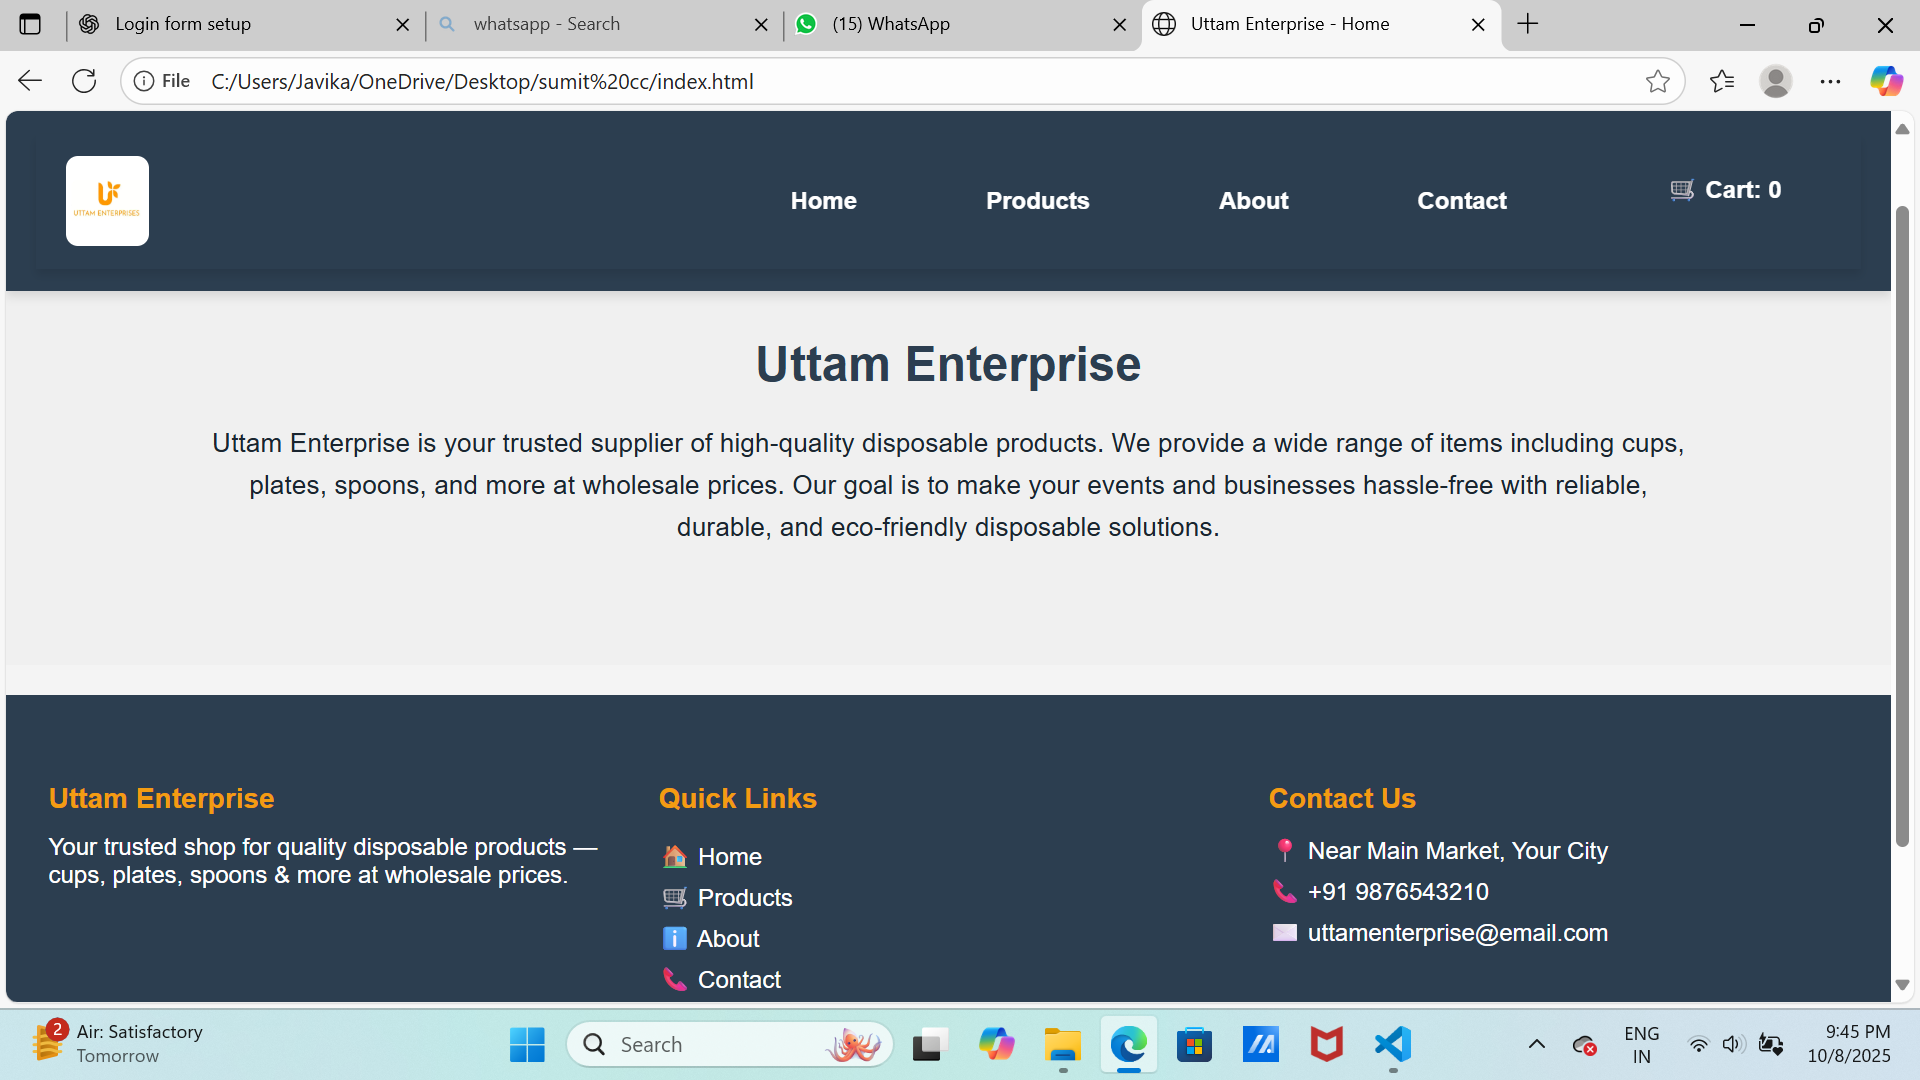 Login form setup
whatsapp - Search
(15) WhatsApp
Uttam Enterprise - Home
File
C:/Users/Javika/OneDrive/Desktop/sumit%20cc/index.html
UTTAM ENTERPRISES
Home
Products
About
Contact
Cart: 0
Uttam Enterprise
Uttam Enterprise is your trusted supplier of high-quality disposable products. We provide a wide range of items including cups,
plates, spoons, and more at wholesale prices. Our goal is to make your events and businesses hassle-free with reliable,
durable, and eco-friendly disposable solutions.
Uttam Enterprise
Your trusted shop for quality disposable products —
cups, plates, spoons & more at wholesale prices.
Quick Links
Home
Products
About
Contact
Contact Us
Near Main Market, Your City
+91 9876543210
uttamenterprise@email.com
2
Air: Satisfactory
Tomorrow
Search
ENG
IN
9:45 PM
10/8/2025